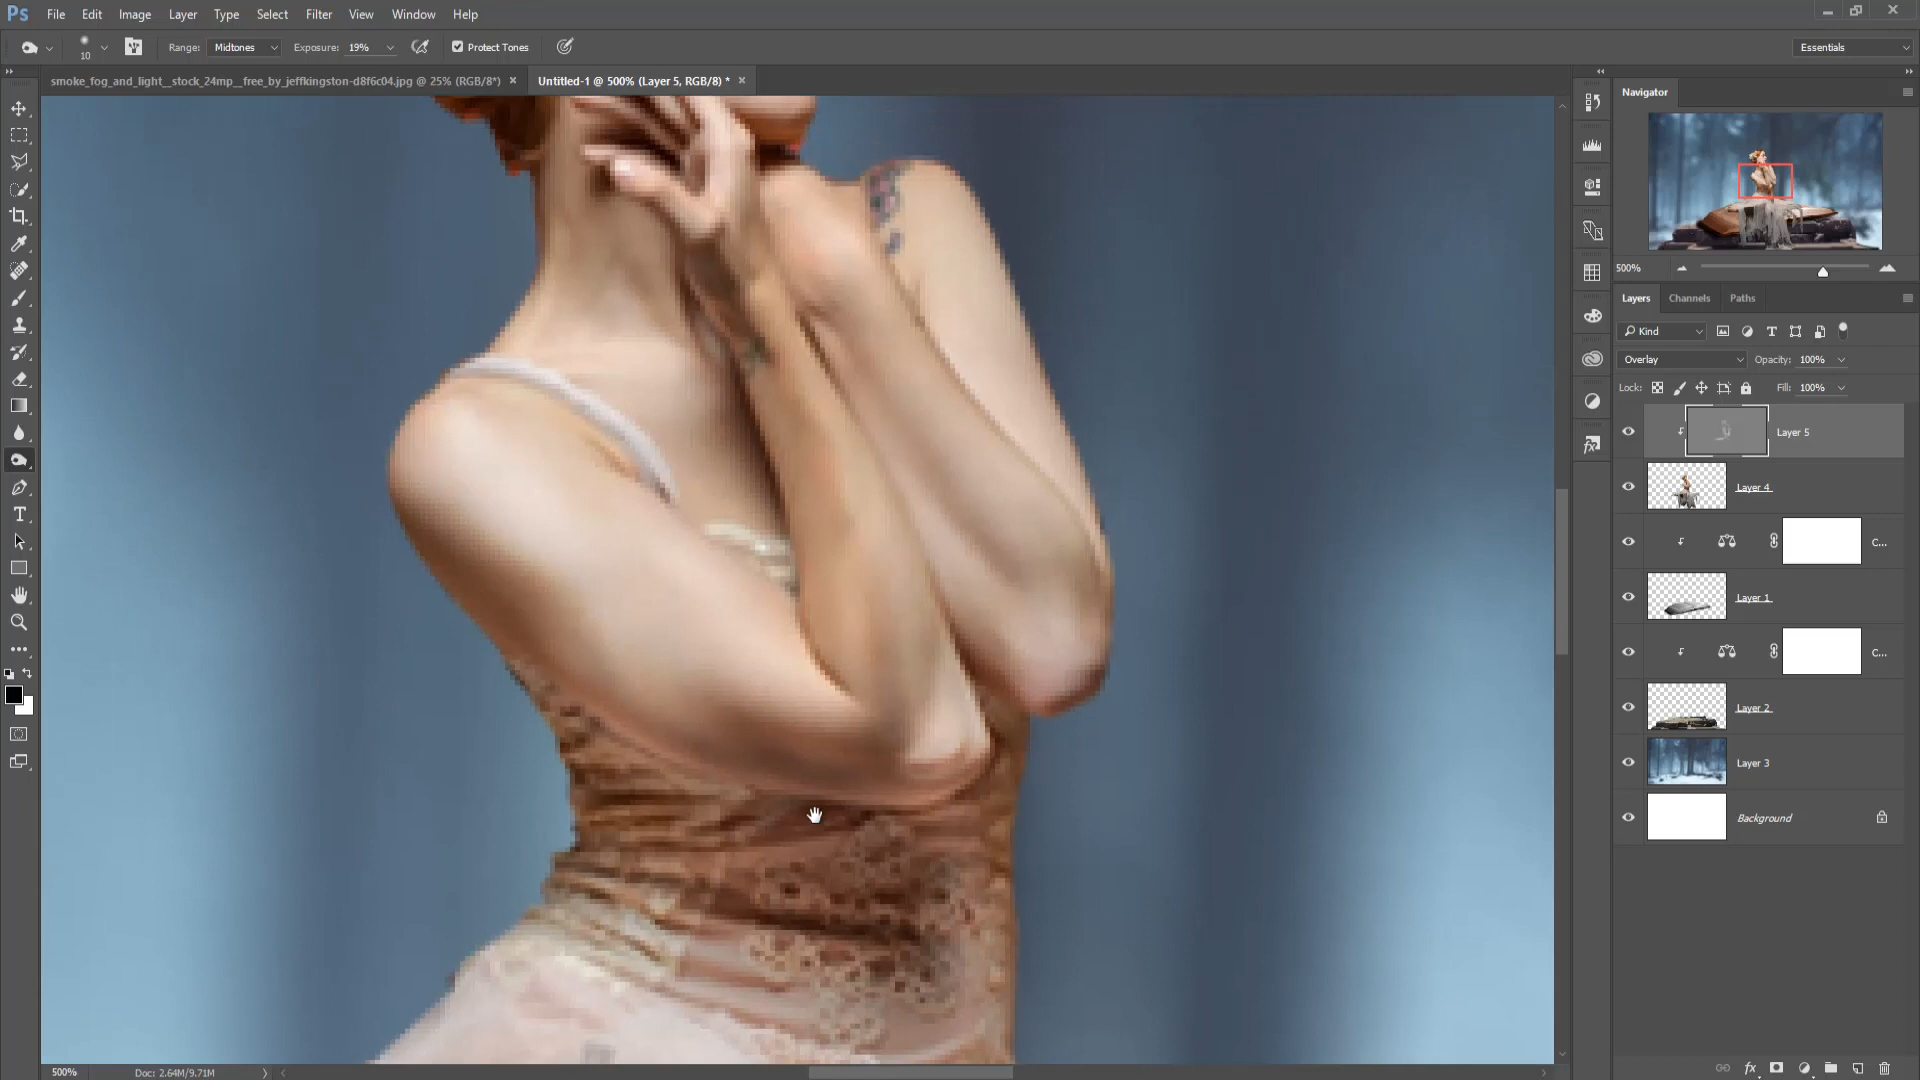 Ps File Edit Image Layer Type Select Filter View Window Help
10 Range: Midtones Exposure: 19% Protect Tones Essentials
smoke_fog_and_light__stock_24mp__free_by_jeffkingston-d8f6c04.jpg @ 25% (RGB/8*) × Untitled-1 @ 500% (Layer 5, RGB/8) * ×
Navigator
500%
Layers Channels Paths
Kind
Overlay Opacity: 100%
Lock: Fill: 100%
Layer 5
Layer 4
C...
Layer 1
C...
Layer 2
Layer 3
Background
500% Doc: 2.64M/9.71M